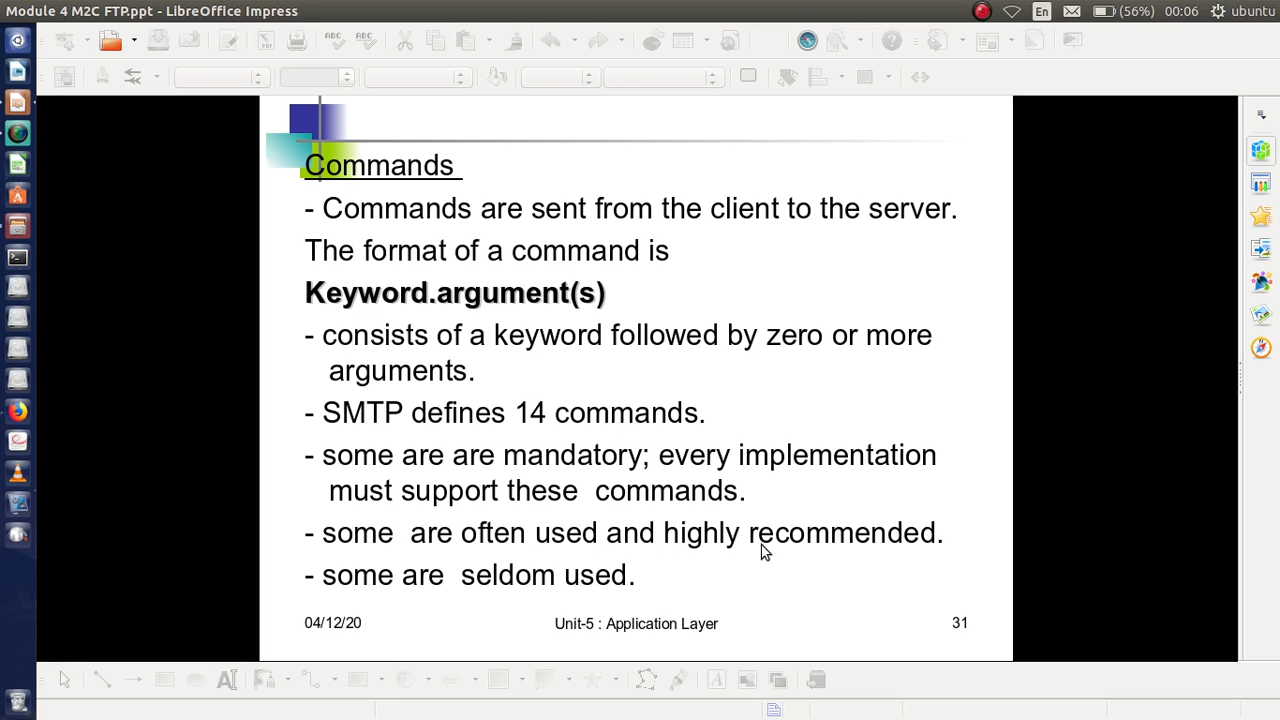 Module 4 M2C FTP.ppt - LibreOffice Impress
En
(56%)
00:06
ubuntu
Commands
- Commands are sent from the client to the server.
The format of a command is
Keyword.argument(s)
- consists of a keyword followed by zero or more
arguments.
- SMTP defines 14 commands.
- some are are mandatory; every implementation
must support these commands.
- some are often used and highly recommended.
- some are seldom used.
04/12/20
Unit-5 : Application Layer
31